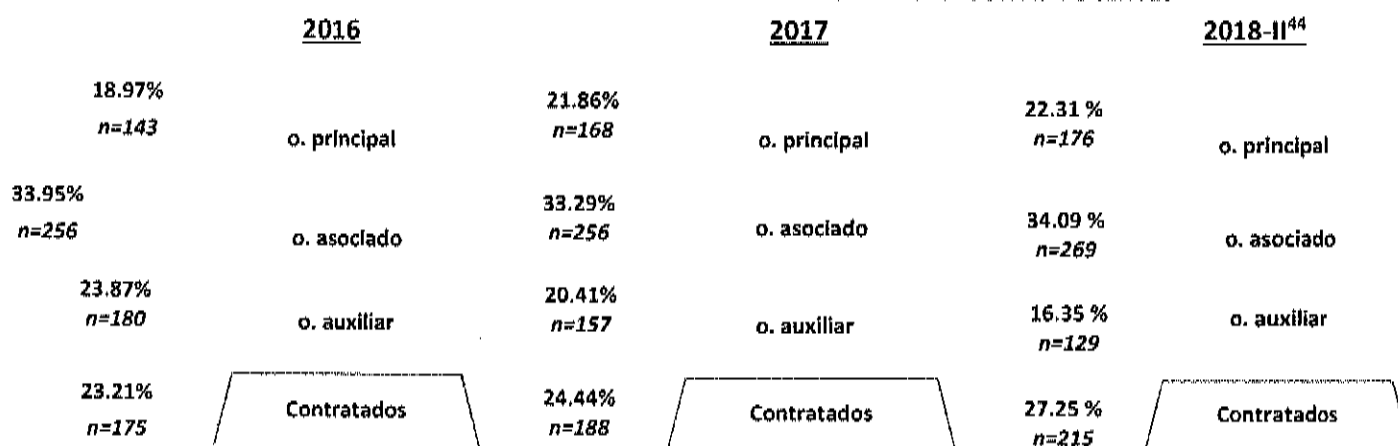 2016
18.97%
n=143
o. principal
33.95%
n=256
o. asociado
23.87%
n=180
o. auxiliar
23.21%
n=175
Contratados
2017
21.86%
n=168
o. principal
33.29%
n=256
o. asociado
20.41%
n=157
o. auxiliar
24.44%
n=188
Contratados
2018-II44
22.31 %
n=176
o. principal
34.09 %
n=269
o. asociado
16.35 %
n=129
o. auxiliar
27.25 %
n=215
Contratados